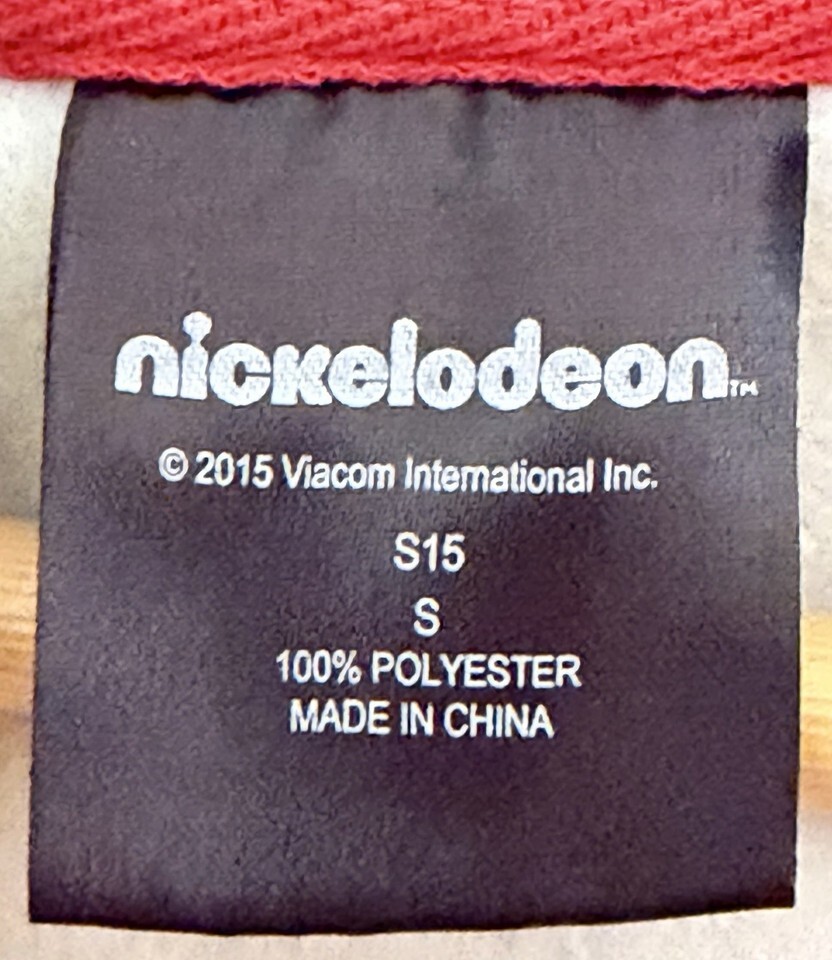 nickelodeon™
© 2015 Viacom International Inc.
S15
S
100% POLYESTER
MADE IN CHINA